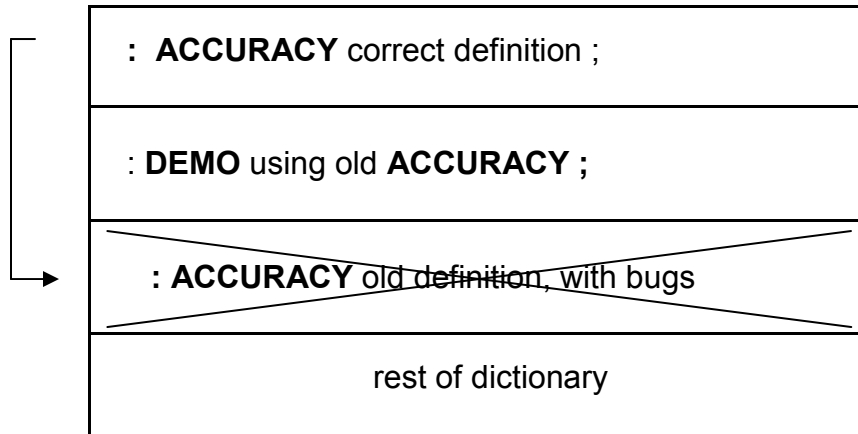 : ACCURACY correct definition ;
: DEMO using old ACCURACY ;
: ACCURACY old definition, with bugs
rest of dictionary